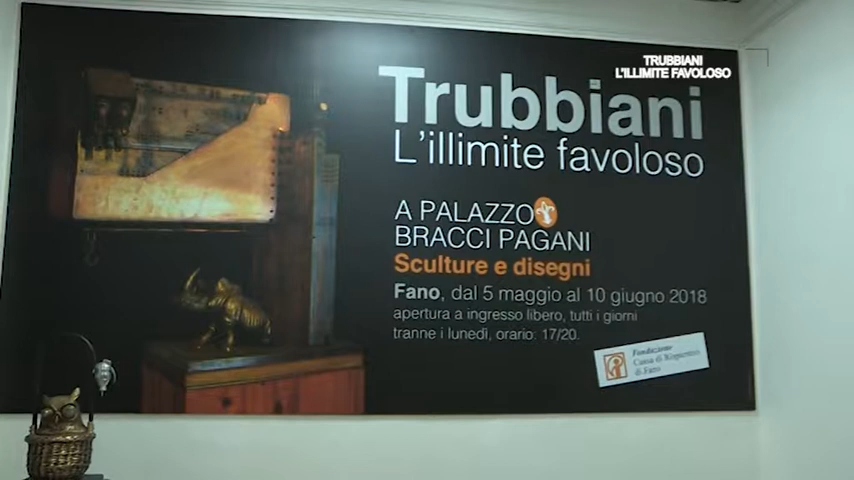 TRUBBIANI
L'ILLIMITE FAVOLOSO
Trubbiani
L'illimite favoloso
A PALAZZO
BRACCI PAGANI
Sculture e disegni
Fano, dal 5 maggio al 10 giugno 2018
apertura a ingresso libero, tutti i giorni
tranne i lunedì, orario: 17/20.
Fondazione
Cassa di Risparmio
di Fano